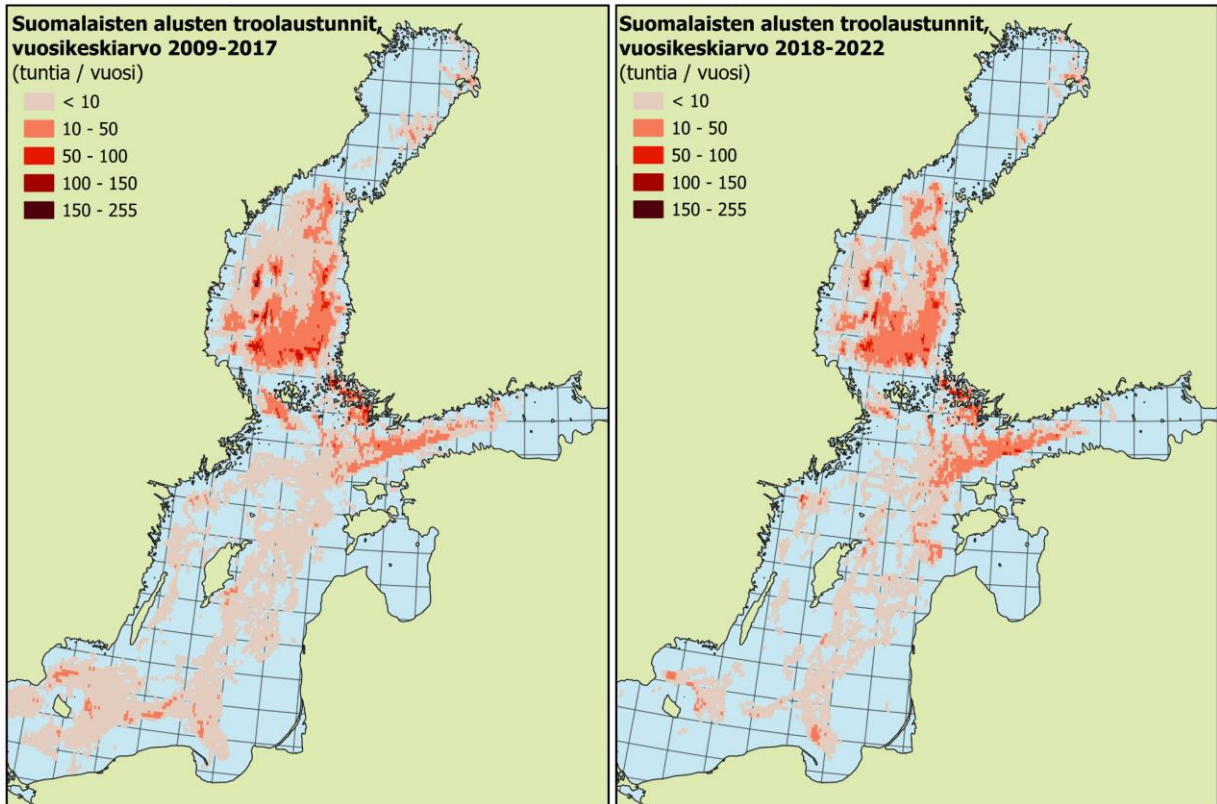 Suomalaisten alusten troolaustunnit,
vuosikeskiarvo 2009-2017
(tuntia / vuosi)
< 10
10 - 50
50 - 100
100 - 150
150 - 255
Suomalaisten alusten troolaustunnit,
vuosikeskiarvo 2018-2022
(tuntia / vuosi)
< 10
10 - 50
50 - 100
100 - 150
150 - 255